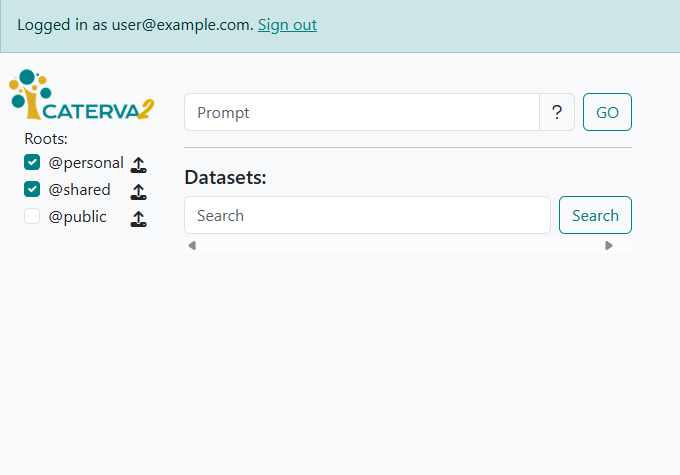 Logged in as user@example.com. Sign out
CATERVA2
Roots:
@personal
@shared
@public
Prompt ? GO
Datasets:
Search Search